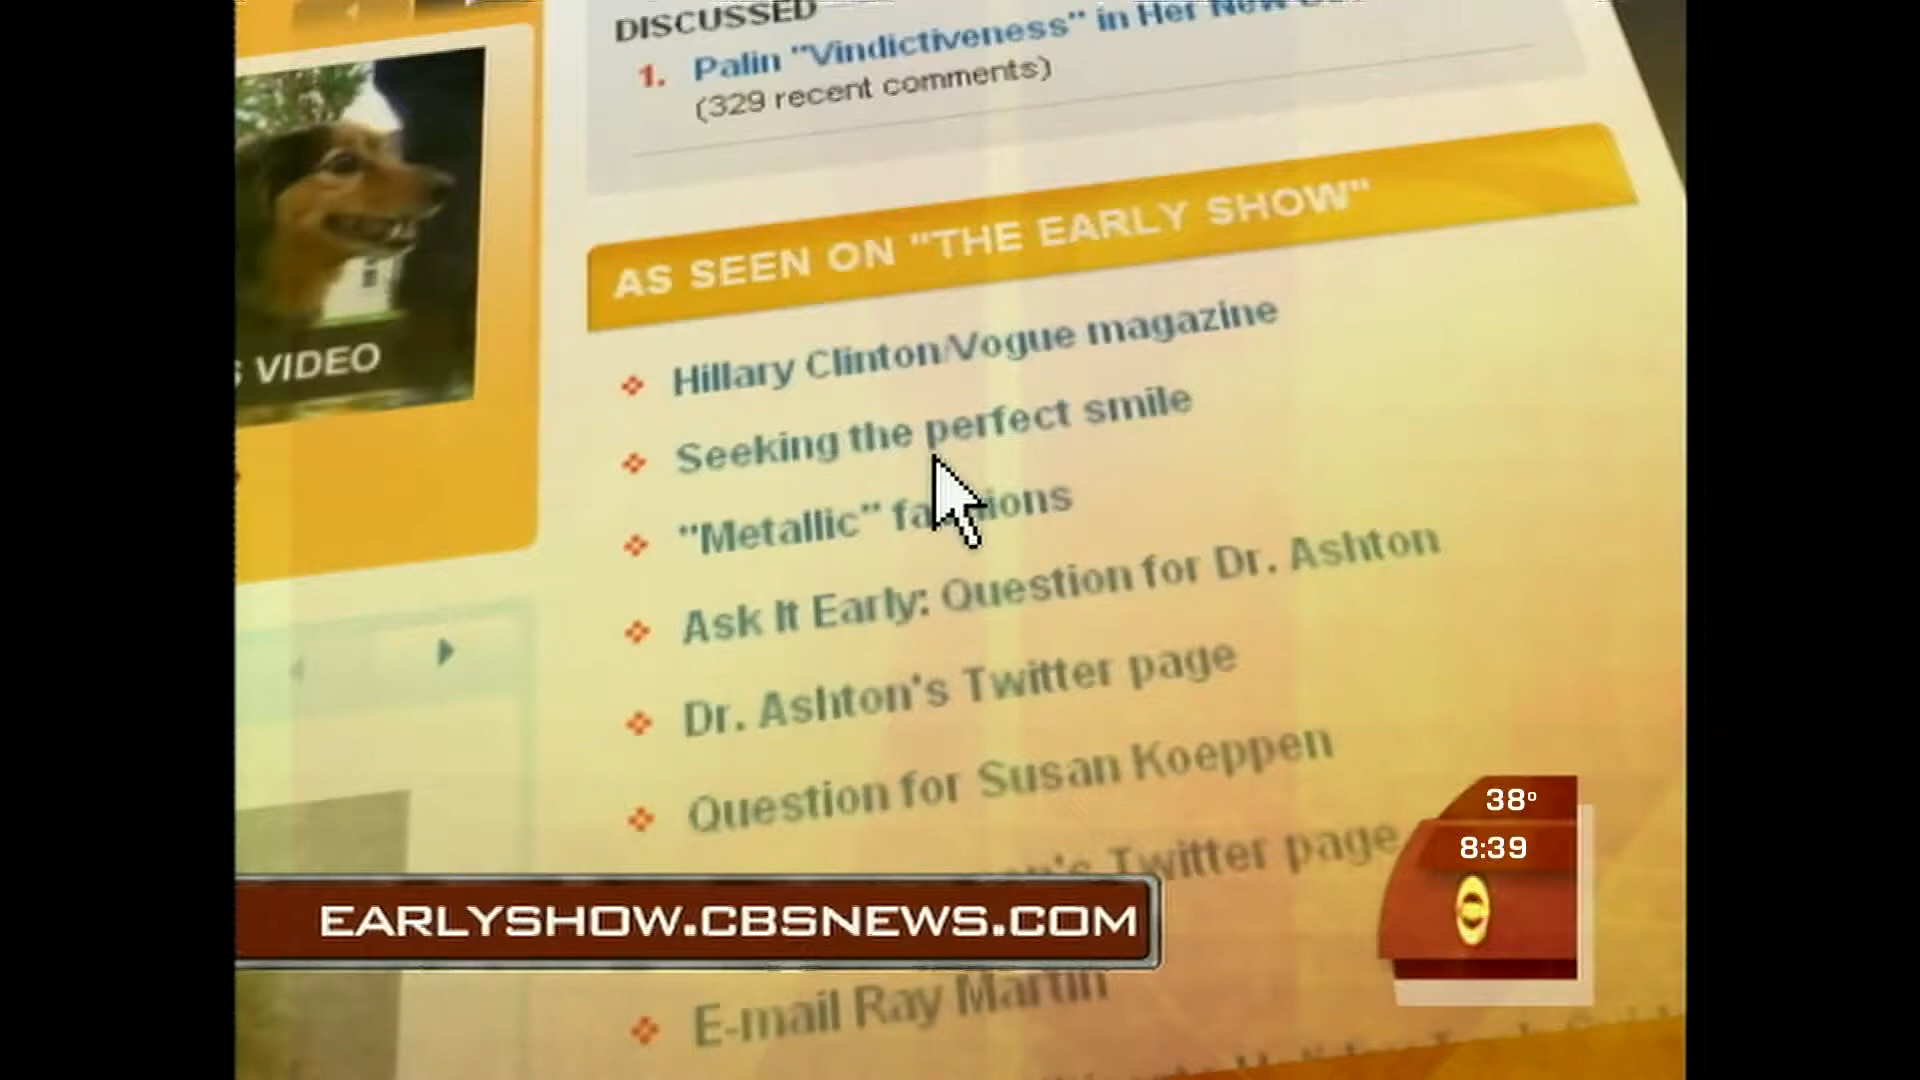 DISCUSSED
1. Palin "Vindictiveness" in Her New
(329 recent comments)
VIDEO
AS SEEN ON "THE EARLY SHOW"
Hillary Clinton/Vogue magazine
Seeking the perfect smile
"Metallic" fa ions
Ask It Early: Question for Dr. Ashton
Dr. Ashton's Twitter page
Question for Susan Koeppen
Twitter page
E-mail Ray Martin
EARLYSHOW.CBSNEWS.COM
38°
8:39